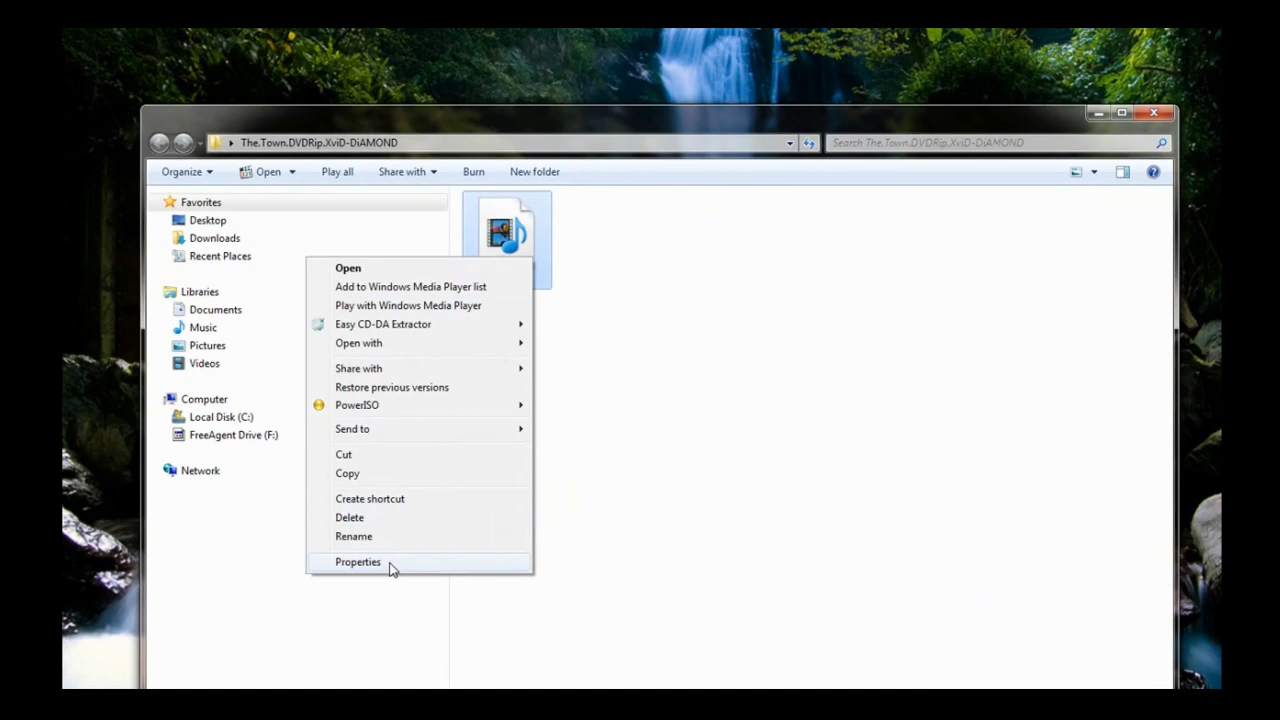 The.Town.DVDRip.XviD-DiAMOND
Search The.Town.DVDRip.XviD-DiAMOND
Organize
Open
Play all
Share with
Burn
New folder
Favorites
Desktop
Downloads
Recent Places
Libraries
Documents
Music
Pictures
Videos
Computer
Local Disk (C:)
FreeAgent Drive (F:)
Network
Open
Add to Windows Media Player list
Play with Windows Media Player
Easy CD-DA Extractor
Open with
Share with
Restore previous versions
PowerISO
Send to
Cut
Copy
Create shortcut
Delete
Rename
Properties